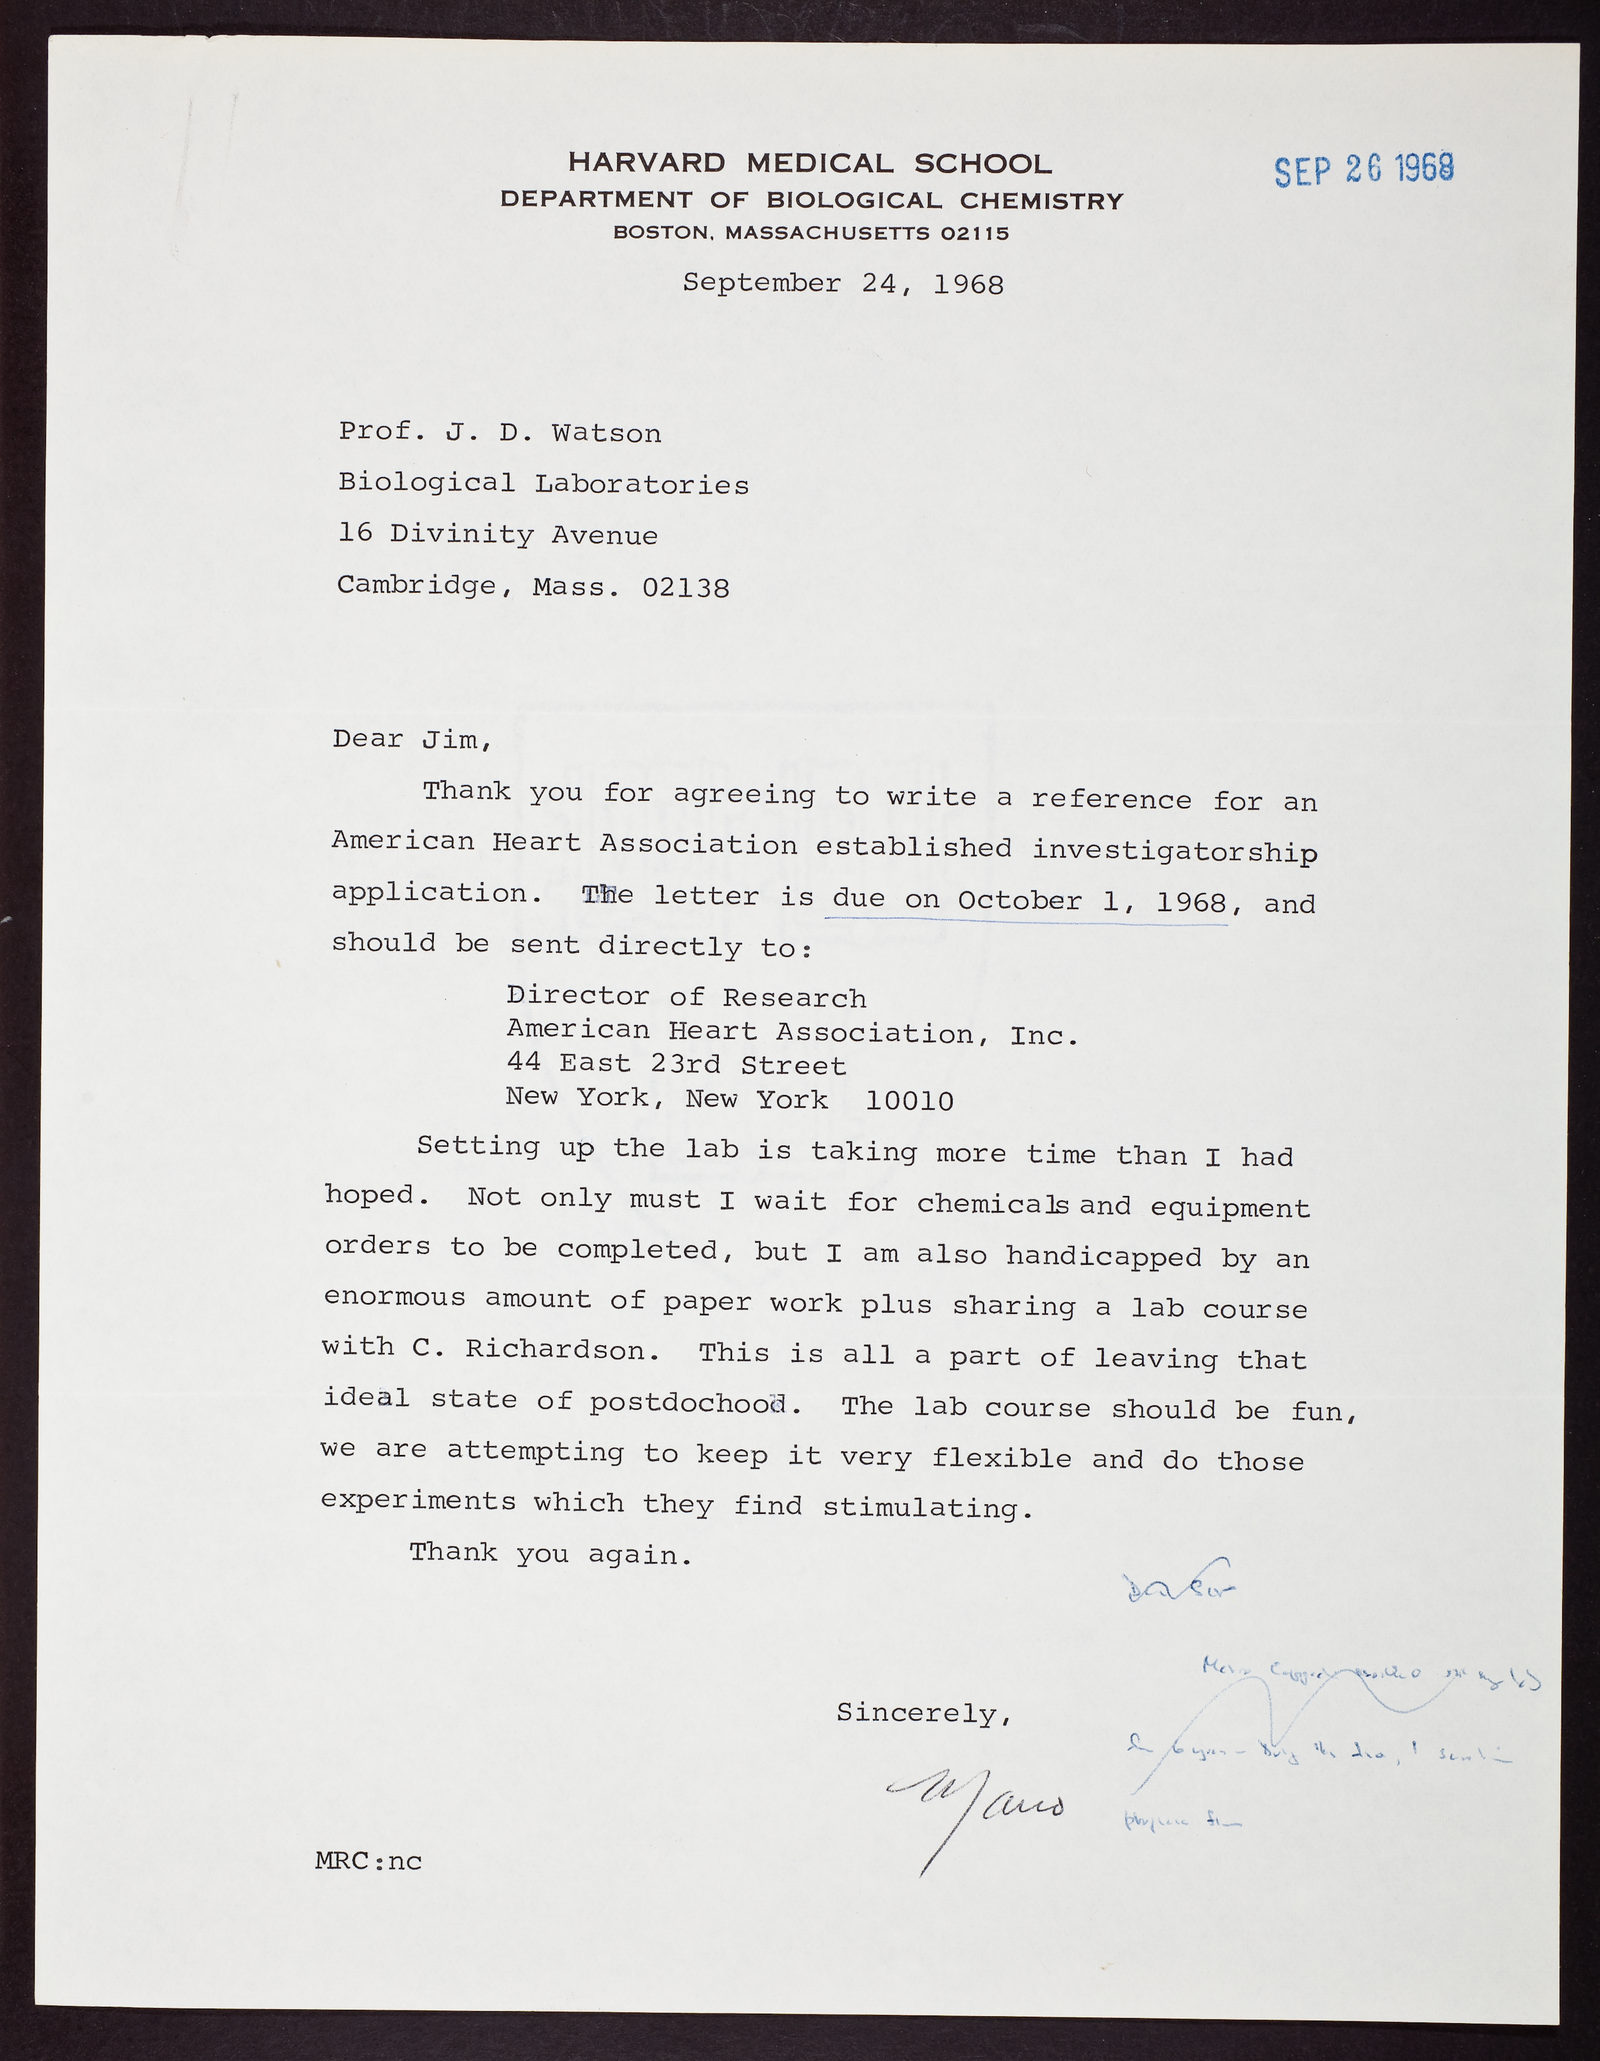 HARVARD MEDICAL SCHOOL
SEP 26 1968
DEPARTMENT OF BIOLOGICAL CHEMISTRY
BOSTON, MASSACHUSETTS 02115
September 24, 1968
Prof. J. D. Watson
Biological Laboratories
16 Divinity Avenue
Cambridge, Mass. 02138
Dear Jim,
Thank you for agreeing to write a reference for an
American Heart Association established investigatorship
application. The letter is due on October 1, 1968, and
should be sent directly to:
Director of Research
American Heart Association, Inc.
44 East 23rd Street
New York, New York 10010
Setting up the lab is taking more time than I had
hoped. Not only must I wait for chemicals and equipment
orders to be completed, but I am also handicapped by an
enormous amount of paper work plus sharing a lab course
with C. Richardson. This is all a part of leaving that
ideal state of postdochood. The lab course should be fun,
we are attempting to keep it very flexible and do those
experiments which they find stimulating.
Thank you again.
Sincerely,
Mario
MRC:nc